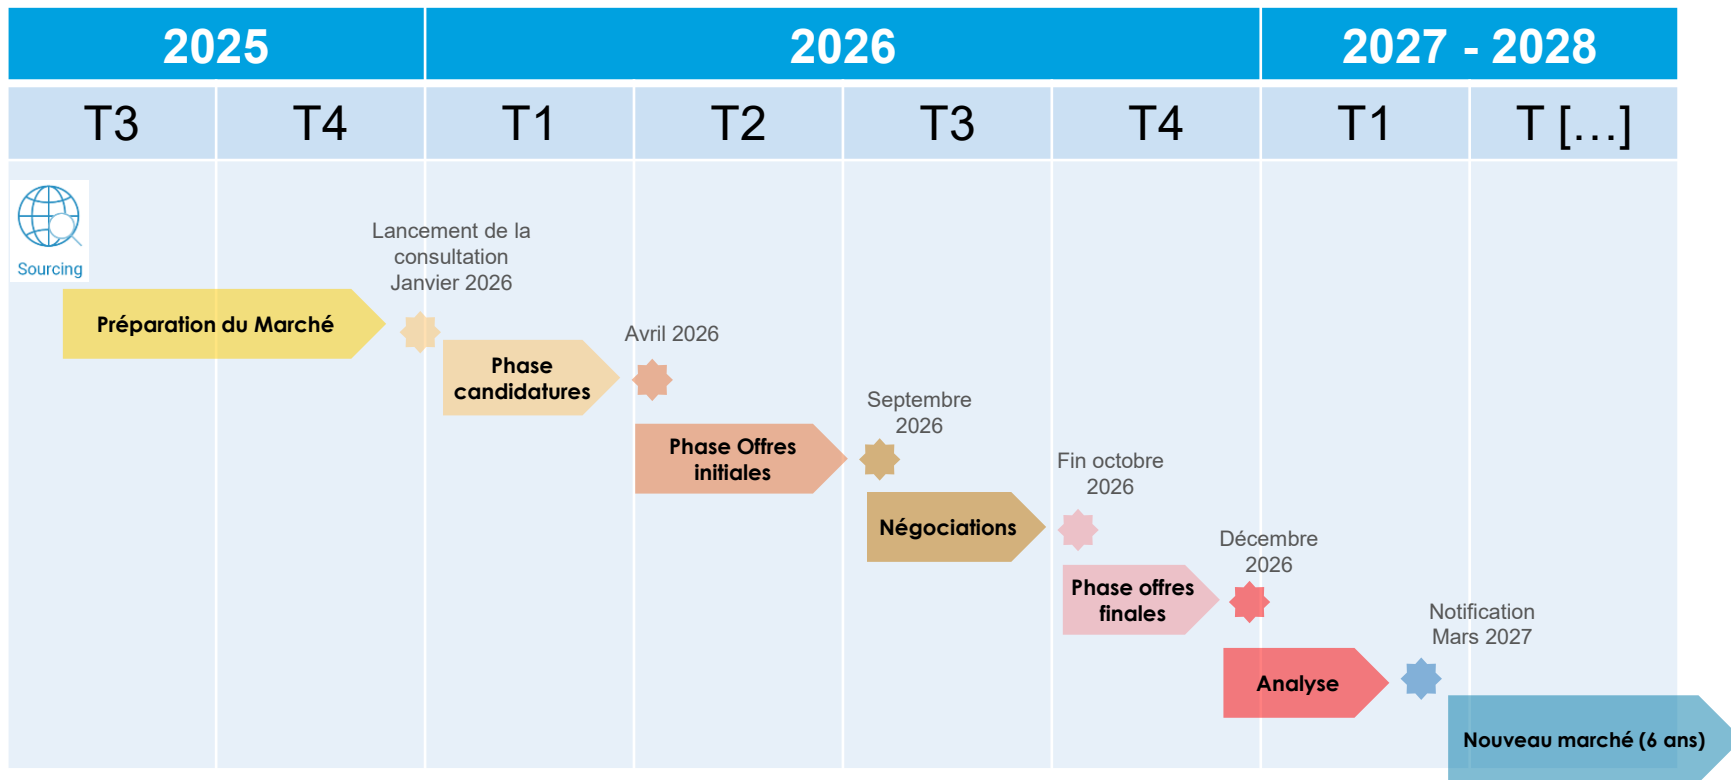 2025
2026
2027 - 2028
T3
T4
T1
T2
T3
T4
T1
T […]
Sourcing
Lancement de la
consultation
Janvier 2026
Préparation du Marché
Avril 2026
Phase
candidatures
Septembre
2026
Phase Offres
initiales
Fin octobre
2026
Négociations
Décembre
2026
Phase offres
finales
Notification
Mars 2027
Analyse
Nouveau marché (6 ans)